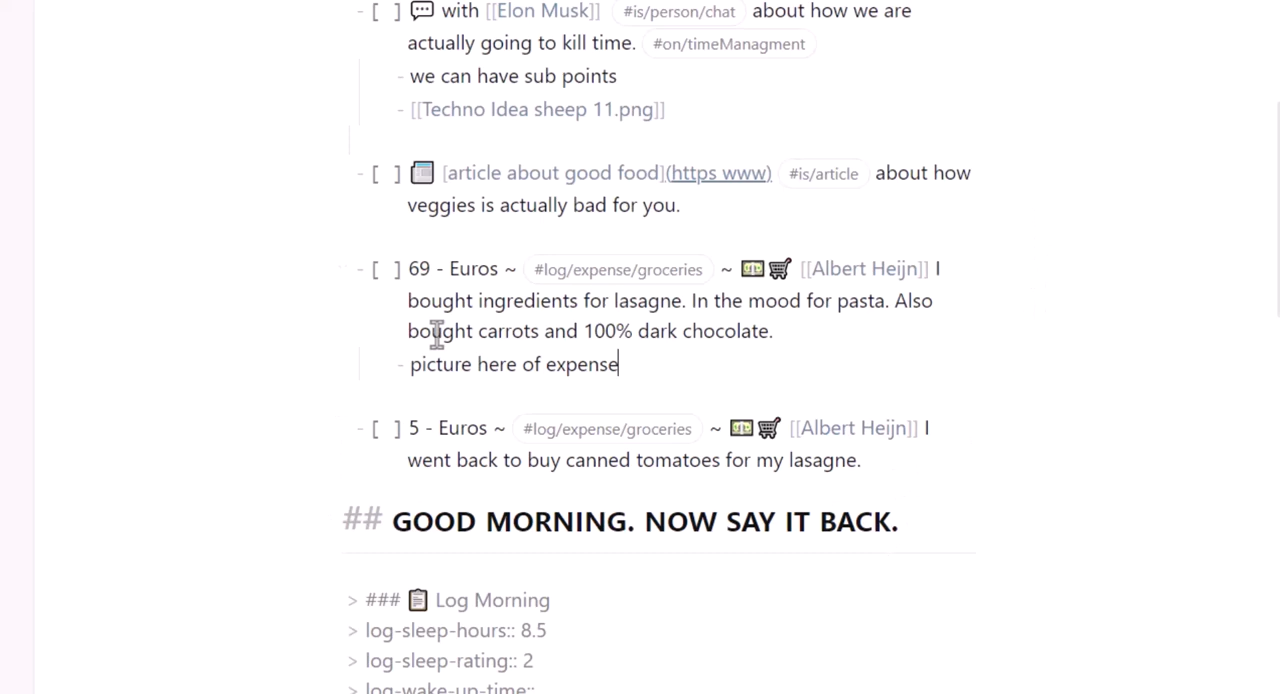 - [ ] 💬 with [[Elon Musk]] #is/person/chat about how we are
actually going to kill time. #on/timeManagment
- we can have sub points
- [[Techno Idea sheep 11.png]]
- [ ] 📰 [article about good food](https www) #is/article about how
veggies is actually bad for you.
- [ ] 69 - Euros ~ #log/expense/groceries ~ 💵🛒 [[Albert Heijn]] I
bought ingredients for lasagne. In the mood for pasta. Also
bought carrots and 100% dark chocolate.
- picture here of expense
- [ ] 5 - Euros ~ #log/expense/groceries ~ 💵🛒 [[Albert Heijn]] I
went back to buy canned tomatoes for my lasagne.
## GOOD MORNING. NOW SAY IT BACK.
> ### 📋 Log Morning
> log-sleep-hours:: 8.5
> log-sleep-rating:: 2
> log-wake-up-time::